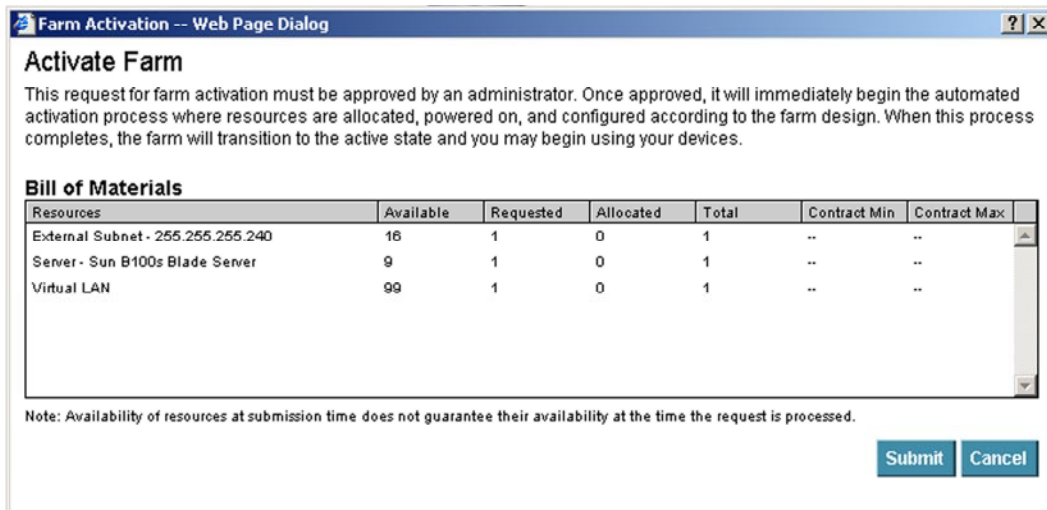 Farm Activation -- Web Page Dialog
Activate Farm
This request for farm activation must be approved by an administrator. Once approved, it will immediately begin the automated
activation process where resources are allocated, powered on, and configured according to the farm design. When this process
completes, the farm will transition to the active state and you may begin using your devices.
Bill of Materials
Resources Available Requested Allocated Total Contract Min Contract Max
External Subnet - 255.255.255.240 16 1 0 1 -- --
Server - Sun B100s Blade Server 9 1 0 1 -- --
Virtual LAN 99 1 0 1 -- --
Note: Availability of resources at submission time does not guarantee their availability at the time the request is processed.
Submit Cancel